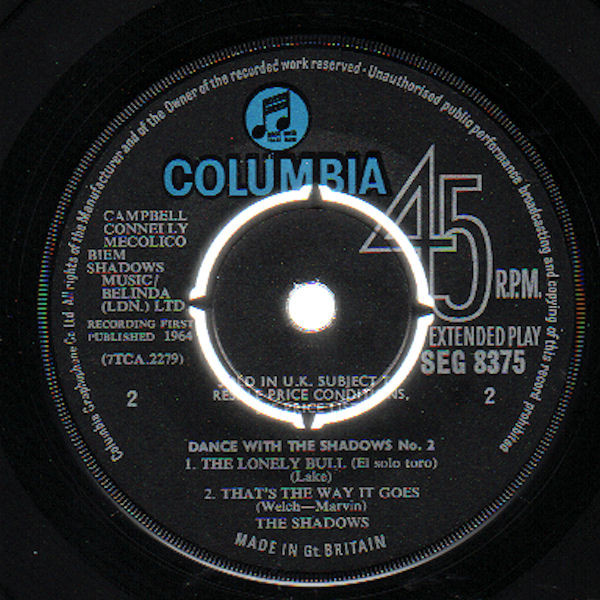 Columbia Graphophone Co Ltd All rights of the Manufacturer and of the Owner of the recorded work reserved · Unauthorised public performance broadcasting and copying of this record prohibited
COLUMBIA
45
R.P.M.
EXTENDED PLAY
SEG 8375
CAMPBELL
CONNELLY
MECOLICO
BIEM
SHADOWS
MUSIC/
BELINDA
(LDN.) LTD
RECORDING FIRST
PUBLISHED 1964
(7TCA.2279)
2
2
IN U.K. SUBJECT
PRICE CONDITIONS,
DANCE WITH THE SHADOWS No. 2
1. THE LONELY BULL (El solo toro)
(Lake)
2. THAT'S THE WAY IT GOES
(Welch—Marvin)
THE SHADOWS
MADE IN Gt. BRITAIN